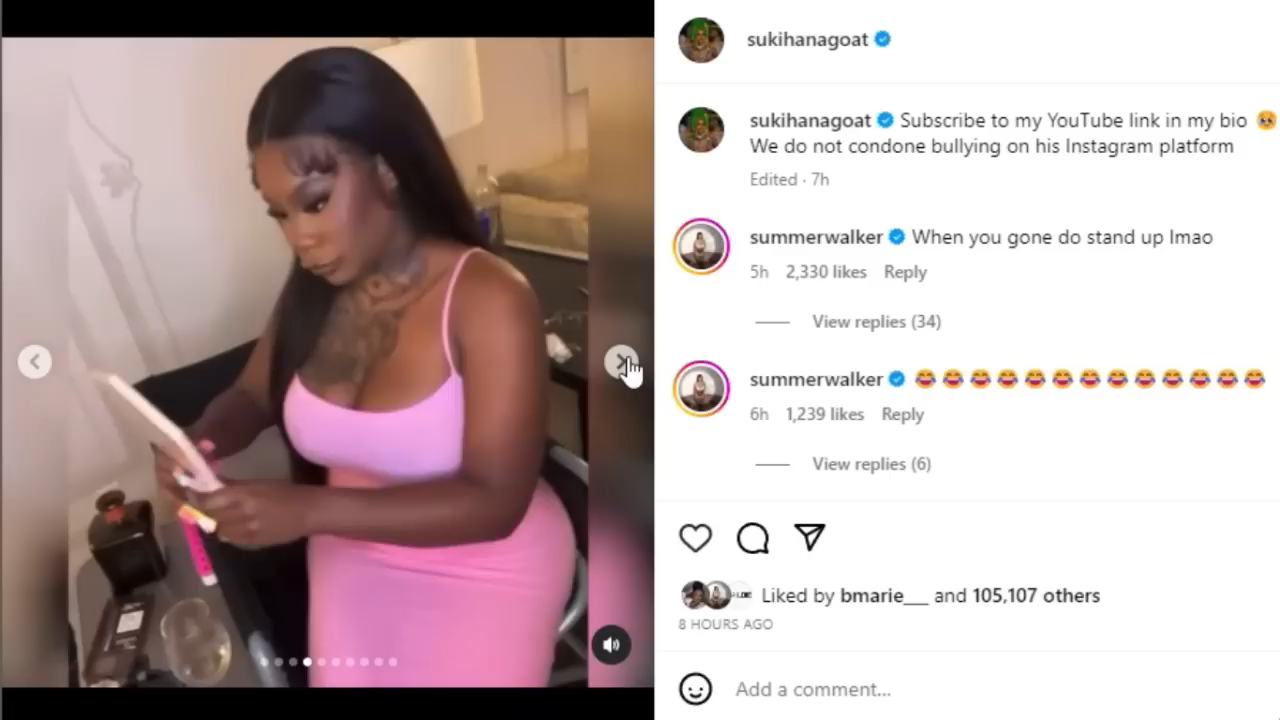 sukihanagoat
sukihanagoat Subscribe to my YouTube link in my bio 🥹
We do not condone bullying on his Instagram platform
Edited · 7h
summerwalker When you gone do stand up lmao
5h 2,330 likes Reply
View replies (34)
summerwalker 😂😂😂😂😂😂😂😂😂😂😂😂😂
6h 1,239 likes Reply
View replies (6)
Liked by bmarie___ and 105,107 others
8 HOURS AGO
Add a comment...